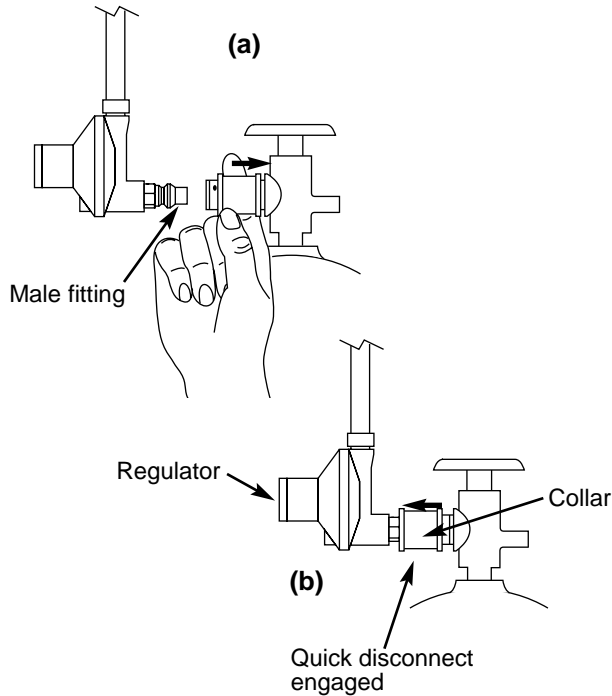 (a)
Male fitting
Regulator
Collar
(b)
Quick disconnect
engaged